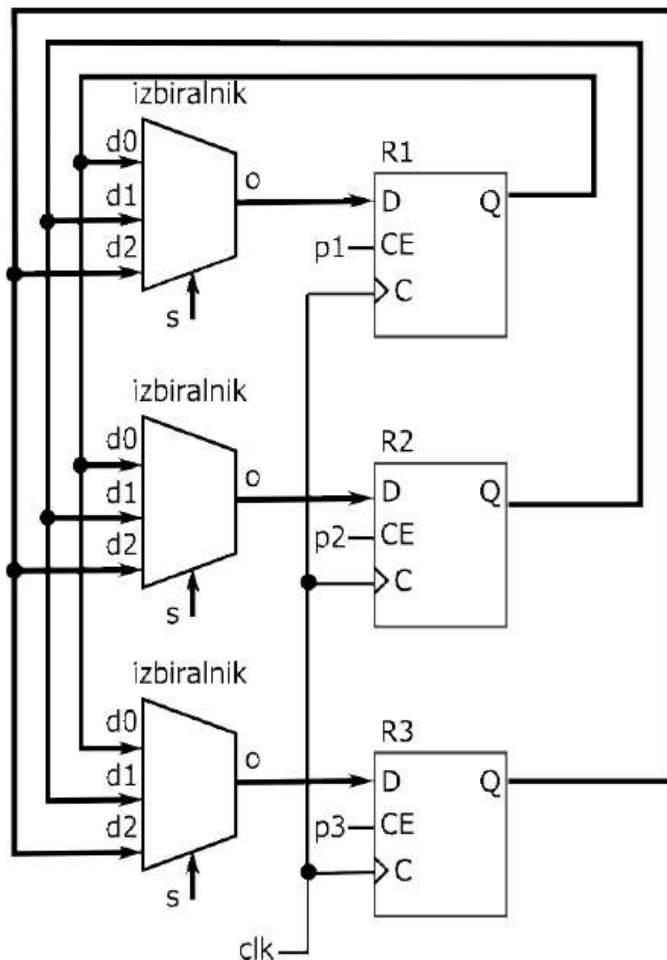 izbiralnik
d0
d1
d2
o
s
R1
D
Q
p1
CE
C
izbiralnik
d0
d1
d2
o
s
R2
D
Q
p2
CE
C
izbiralnik
d0
d1
d2
o
s
R3
D
Q
p3
CE
C
clk